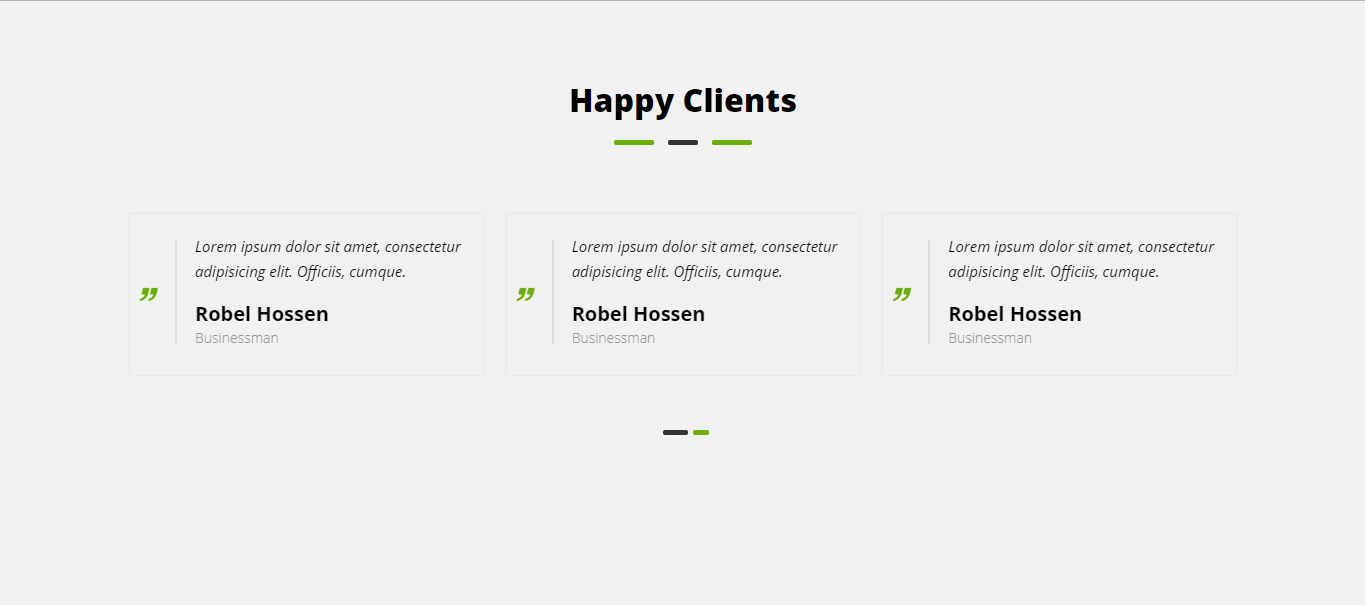 Happy Clients
Lorem ipsum dolor sit amet, consectetur
adipisicing elit. Officiis, cumque.
Robel Hossen
Businessman
Lorem ipsum dolor sit amet, consectetur
adipisicing elit. Officiis, cumque.
Robel Hossen
Businessman
Lorem ipsum dolor sit amet, consectetur
adipisicing elit. Officiis, cumque.
Robel Hossen
Businessman